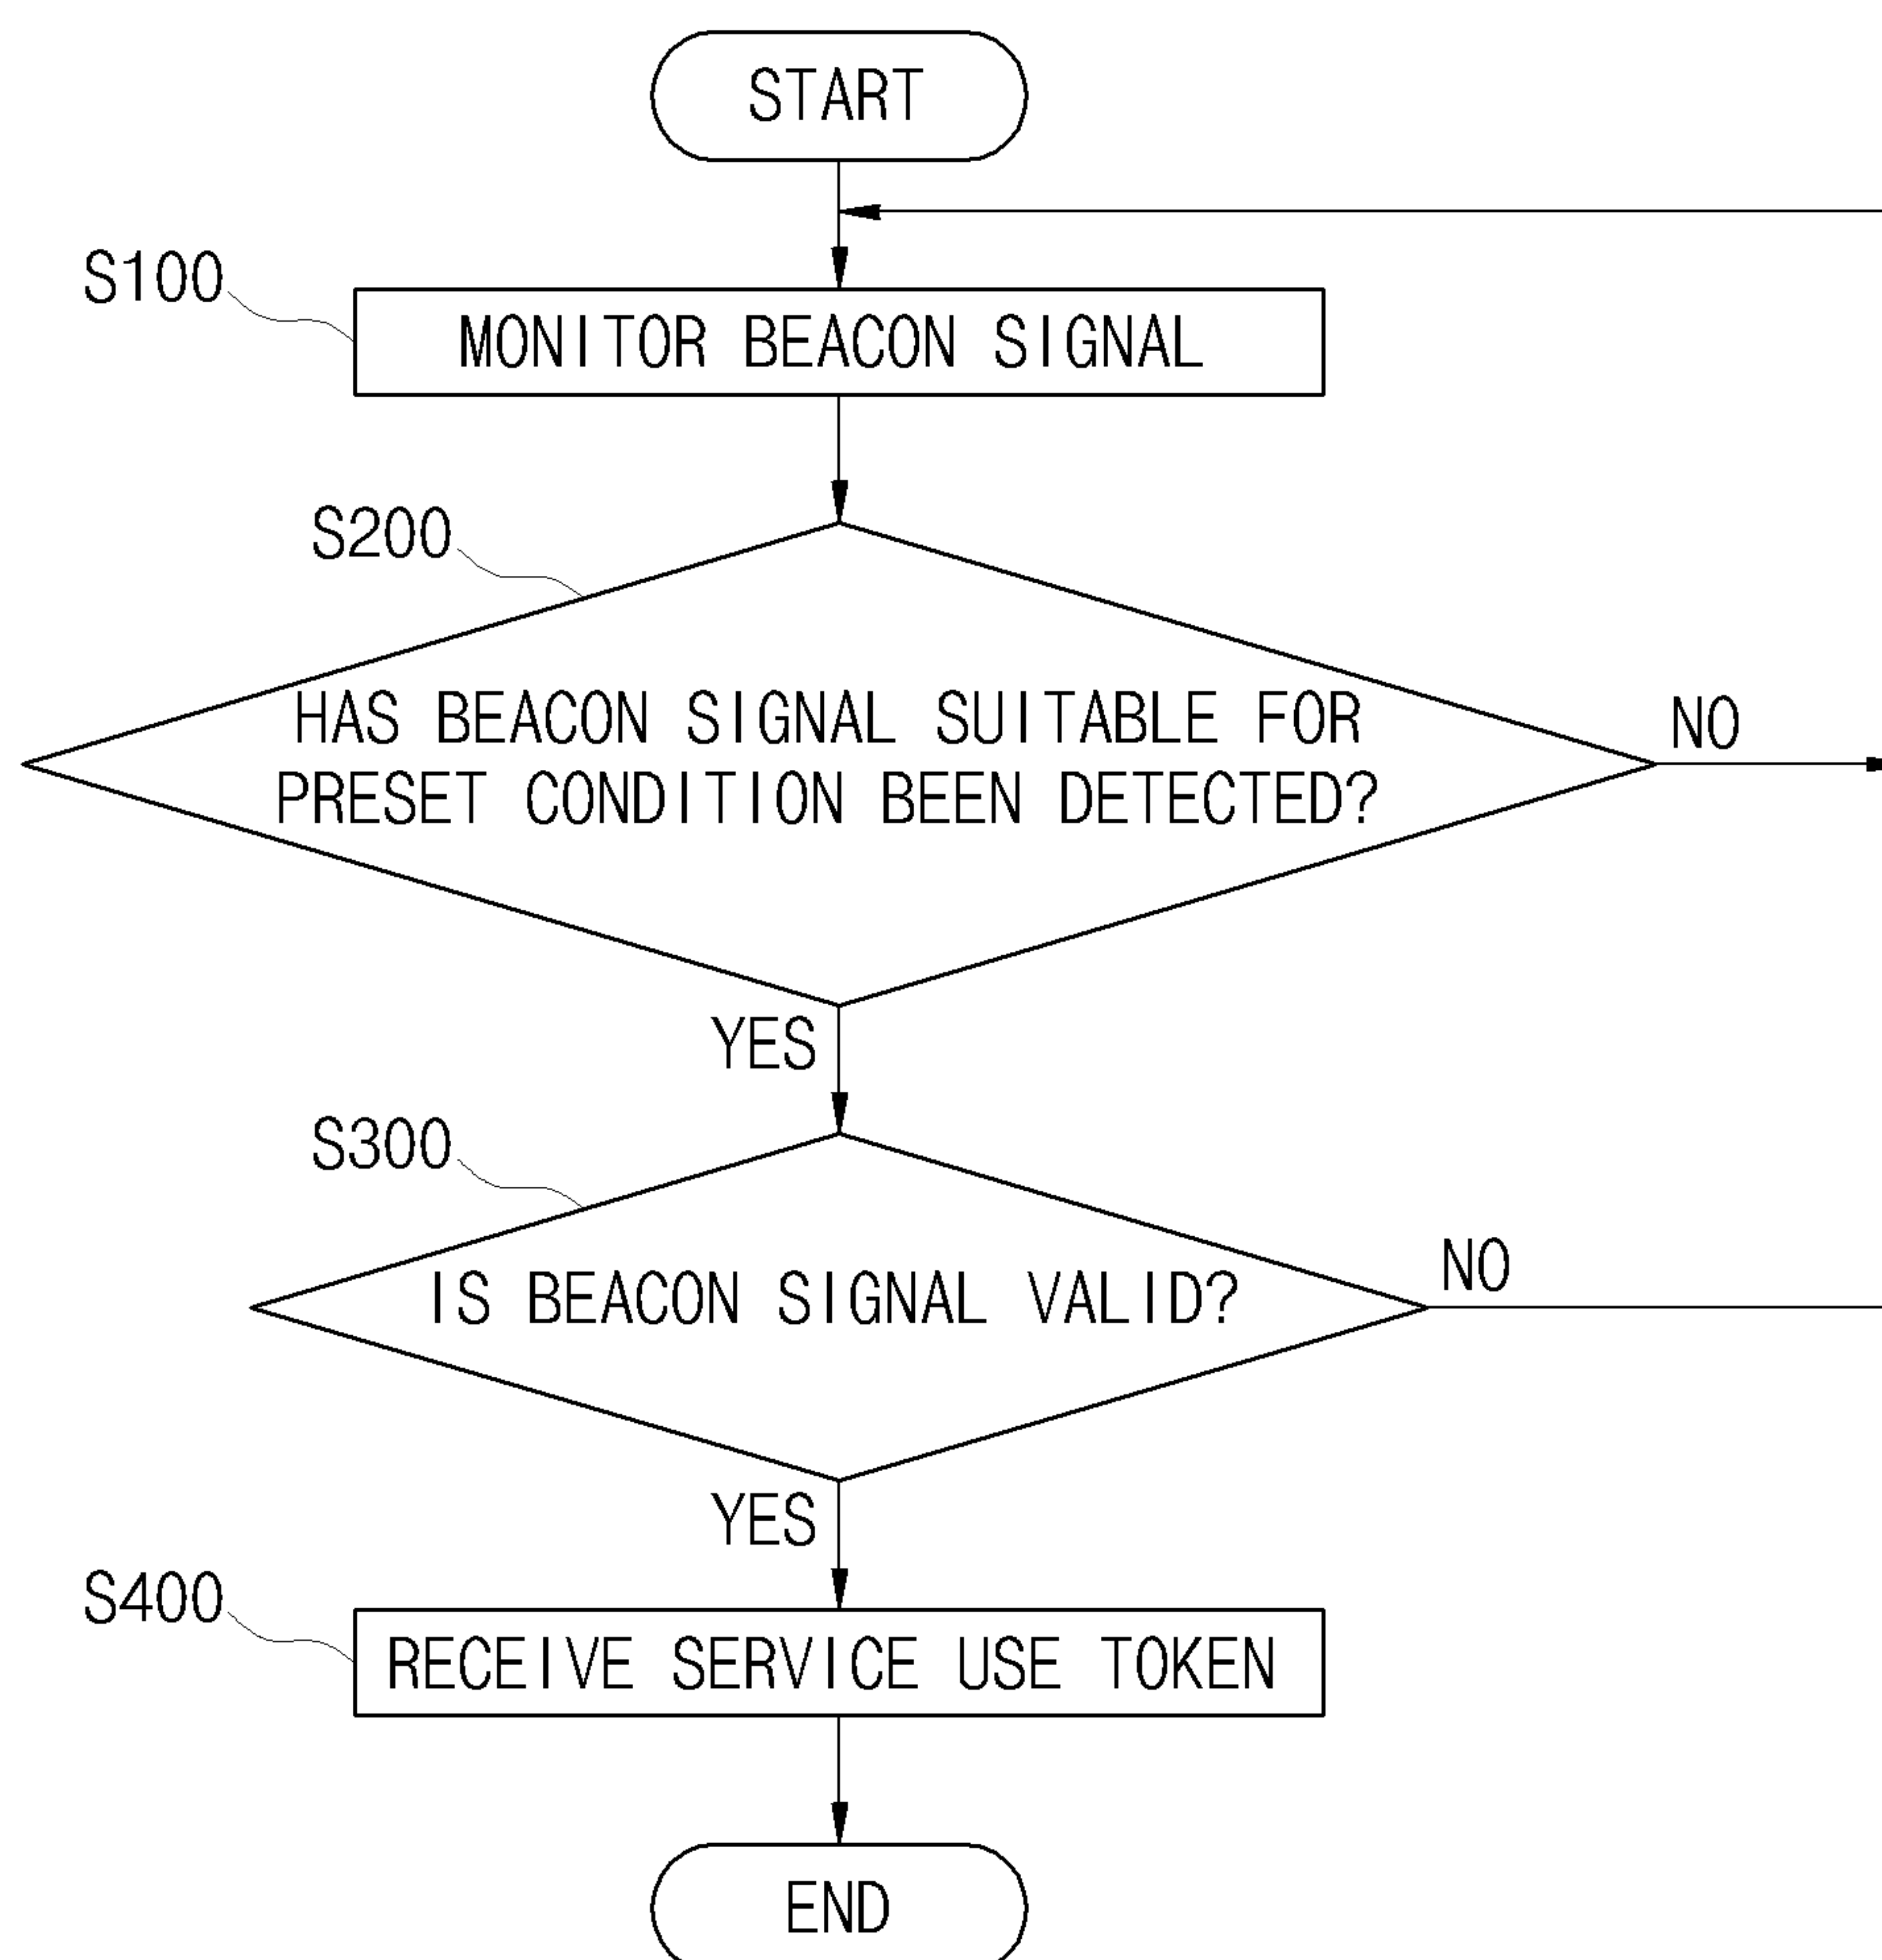 START
S100
MONITOR BEACON SIGNAL
S200
HAS BEACON SIGNAL SUITABLE FOR
PRESET CONDITION BEEN DETECTED?
NO
YES
S300
IS BEACON SIGNAL VALID?
NO
YES
S400
RECEIVE SERVICE USE TOKEN
END